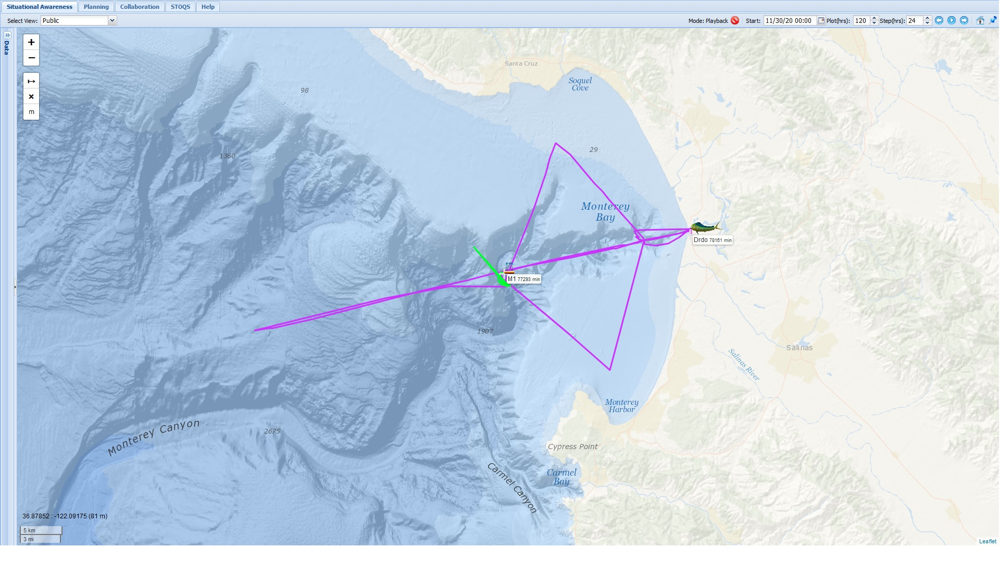 Situational Awareness Planning Collaboration STOQS Help
Select View: Public Mode: Playback Start: 11/30/20 00:00 Plot(hrs): 120 Step(hrs): 24
Data
+
−
↦
×
m
Santa Cruz
Soquel
Cove
98
29
1360
Monterey
Bay
Drdo 78161 min
M1 77293 min
1907
Salinas
Salinas River
Monterey
Harbor
Monterey Canyon
2675
Cypress Point
Carmel Canyon
Carmel
Bay
36.87852 : -122.09175 (81 m)
5 km
3 mi
Leaflet